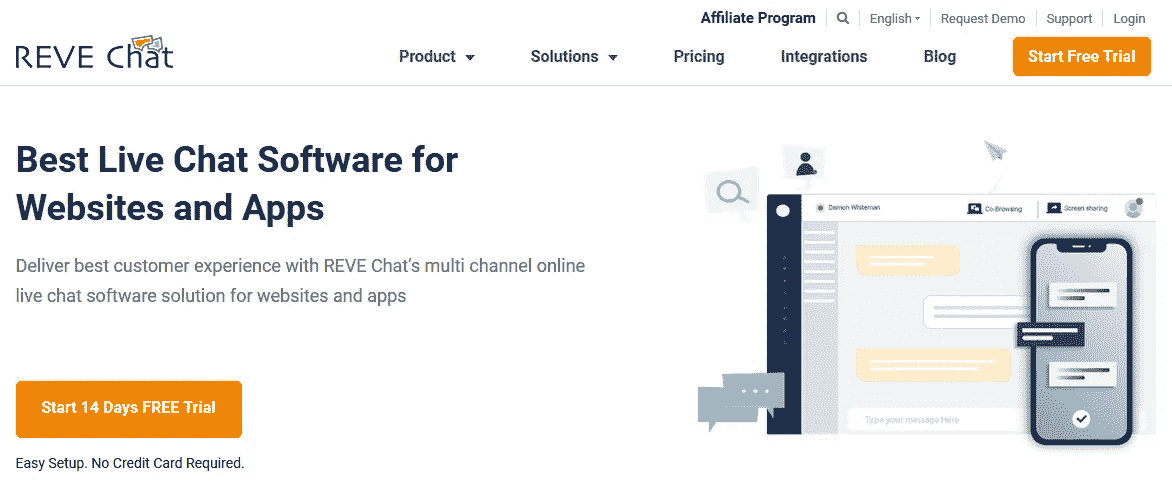 Affiliate Program
English
Request Demo
Support
Login
REVE Chat
Product
Solutions
Pricing
Integrations
Blog
Start Free Trial
Best Live Chat Software for
Websites and Apps
Deliver best customer experience with REVE Chat's multi channel online
live chat software solution for websites and apps
Start 14 Days FREE Trial
Easy Setup. No Credit Card Required.
Damon Whiteman
Co-Browsing
Screen sharing
Type your message Here